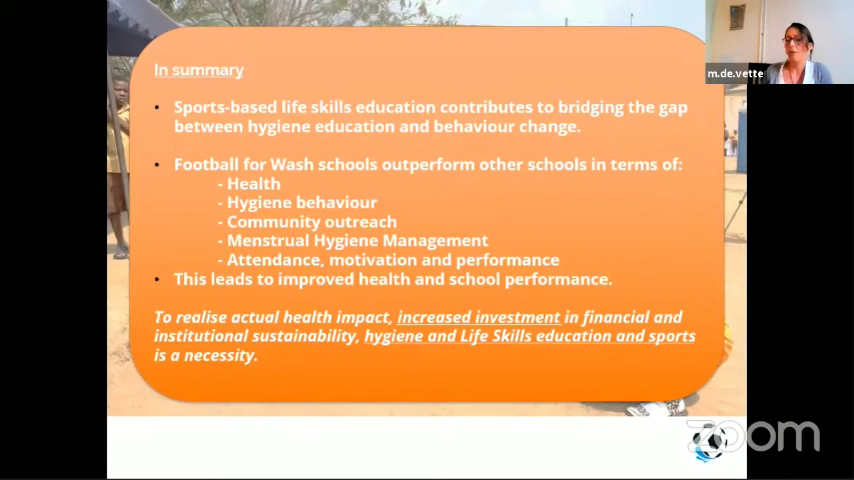 In summary
m.de.vette
• Sports-based life skills education contributes to bridging the gap
between hygiene education and behaviour change.
• Football for Wash schools outperform other schools in terms of:
- Health
- Hygiene behaviour
- Community outreach
- Menstrual Hygiene Management
- Attendance, motivation and performance
• This leads to improved health and school performance.
To realise actual health impact, increased investment in financial and
institutional sustainability, hygiene and Life Skills education and sports
is a necessity.
zoom